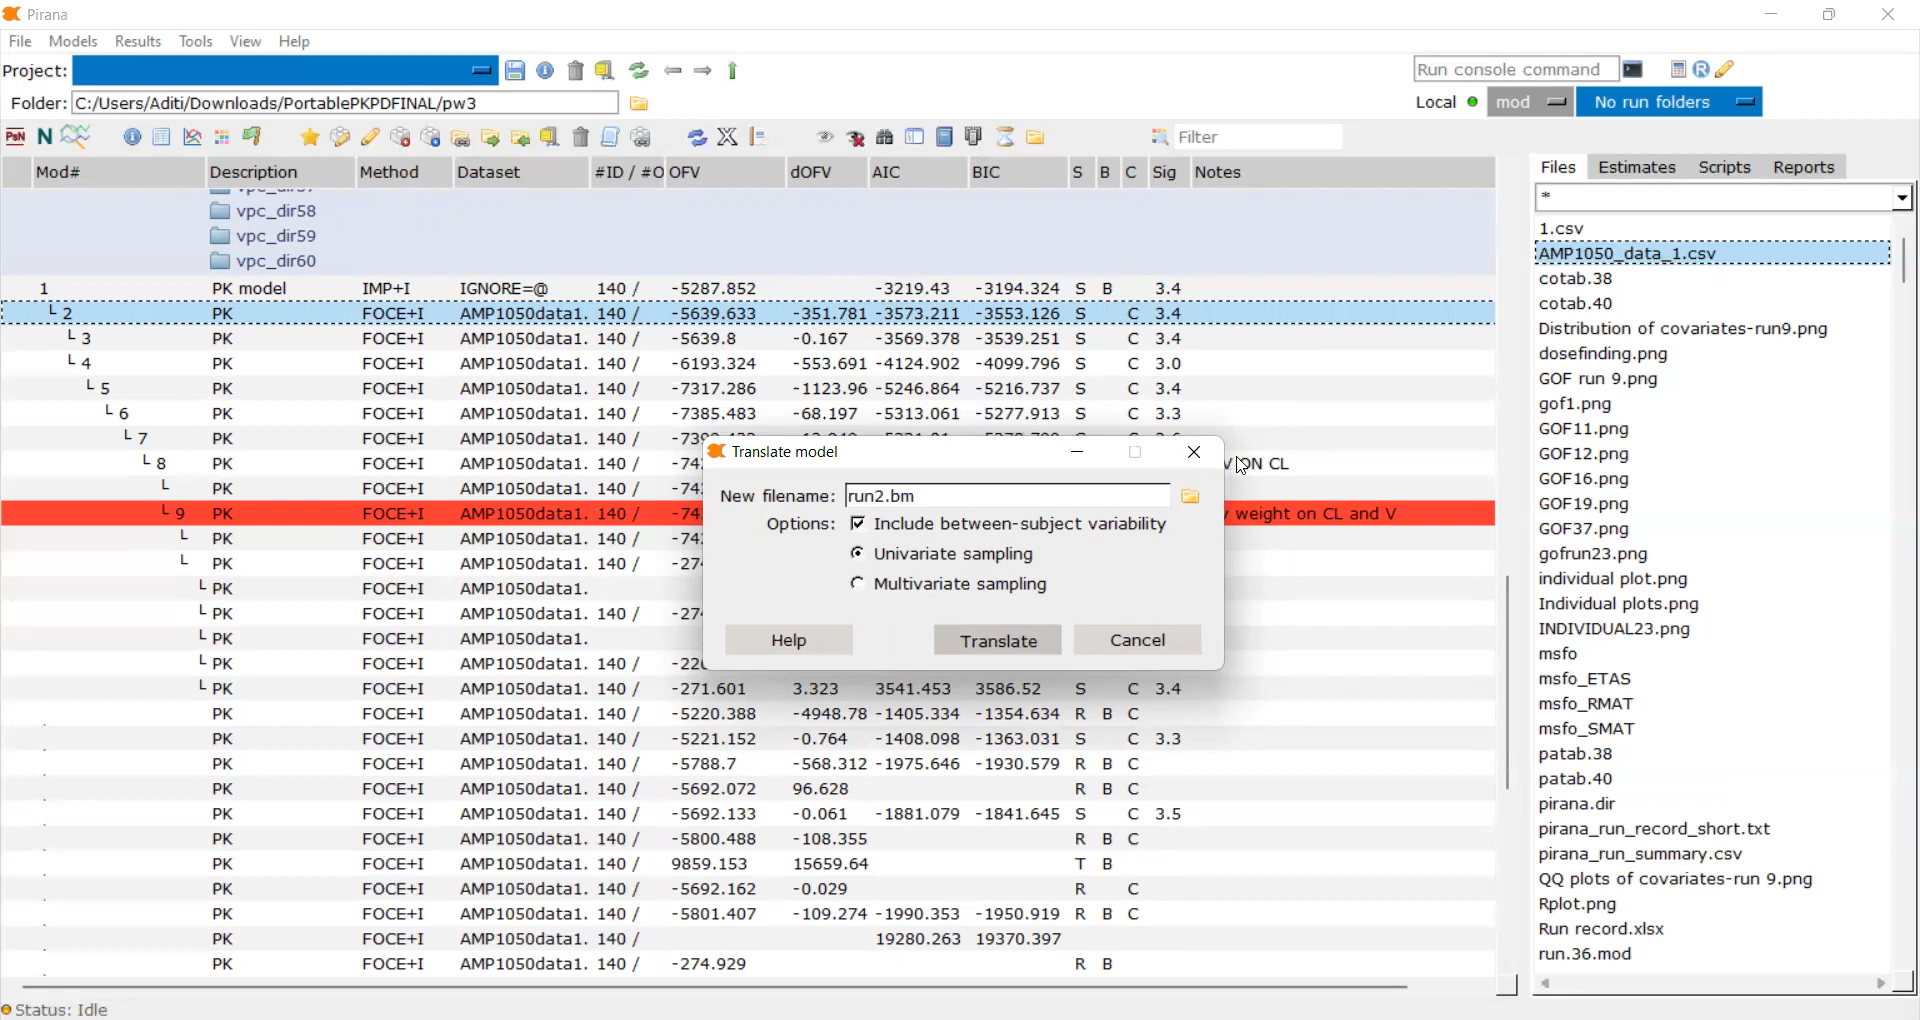 Pirana
File Models Results Tools View Help
Project:
Run console command
Folder: C:/Users/Aditi/Downloads/PortablePKPDFINAL/pw3
Local mod No run folders
PsN N Filter
Files Estimates Scripts Reports
Mod# Description Method Dataset #ID / #O OFV dOFV AIC BIC S B C Sig Notes
vpc_dir58
vpc_dir59
vpc_dir60
1 PK model IMP+I IGNORE=@ 140 / -5287.852 -3219.43 -3194.324 S B 3.4
2 PK FOCE+I AMP1050data1. 140 / -5639.633 -351.781 -3573.211 -3553.126 S C 3.4
3 PK FOCE+I AMP1050data1. 140 / -5639.8 -0.167 -3569.378 -3539.251 S C 3.4
4 PK FOCE+I AMP1050data1. 140 / -6193.324 -553.691 -4124.902 -4099.796 S C 3.0
5 PK FOCE+I AMP1050data1. 140 / -7317.286 -1123.96 -5246.864 -5216.737 S C 3.4
6 PK FOCE+I AMP1050data1. 140 / -7385.483 -68.197 -5313.061 -5277.913 S C 3.3
7 PK FOCE+I AMP1050data1. 140 /
8 PK FOCE+I AMP1050data1. 140 / -74 ON CL
PK FOCE+I AMP1050data1. 140 / -74
9 PK FOCE+I AMP1050data1. 140 / -74 weight on CL and V
PK FOCE+I AMP1050data1. 140 / -74
PK FOCE+I AMP1050data1. 140 / -27
PK FOCE+I AMP1050data1.
PK FOCE+I AMP1050data1. 140 / -27
PK FOCE+I AMP1050data1.
PK FOCE+I AMP1050data1. 140 / -22
PK FOCE+I AMP1050data1. 140 / -271.601 3.323 3541.453 3586.52 S C 3.4
PK FOCE+I AMP1050data1. 140 / -5220.388 -4948.78 -1405.334 -1354.634 R B C
PK FOCE+I AMP1050data1. 140 / -5221.152 -0.764 -1408.098 -1363.031 S C 3.3
PK FOCE+I AMP1050data1. 140 / -5788.7 -568.312 -1975.646 -1930.579 R B C
PK FOCE+I AMP1050data1. 140 / -5692.072 96.628 R B C
PK FOCE+I AMP1050data1. 140 / -5692.133 -0.061 -1881.079 -1841.645 S C 3.5
PK FOCE+I AMP1050data1. 140 / -5800.488 -108.355 R B C
PK FOCE+I AMP1050data1. 140 / 9859.153 15659.64 T B
PK FOCE+I AMP1050data1. 140 / -5692.162 -0.029 R C
PK FOCE+I AMP1050data1. 140 / -5801.407 -109.274 -1990.353 -1950.919 R B C
PK FOCE+I AMP1050data1. 140 / 19280.263 19370.397
PK FOCE+I AMP1050data1. 140 / -274.929 R B
Translate model
New filename: run2.bm
Options: Include between-subject variability
Univariate sampling
Multivariate sampling
Help Translate Cancel
*
1.csv
AMP1050_data_1.csv
cotab.38
cotab.40
Distribution of covariates-run9.png
dosefinding.png
GOF run 9.png
gof1.png
GOF11.png
GOF12.png
GOF16.png
GOF19.png
GOF37.png
gofrun23.png
individual plot.png
Individual plots.png
INDIVIDUAL23.png
msfo
msfo_ETAS
msfo_RMAT
msfo_SMAT
patab.38
patab.40
pirana.dir
pirana_run_record_short.txt
pirana_run_summary.csv
QQ plots of covariates-run 9.png
Rplot.png
Run record.xlsx
run.36.mod
Status: Idle